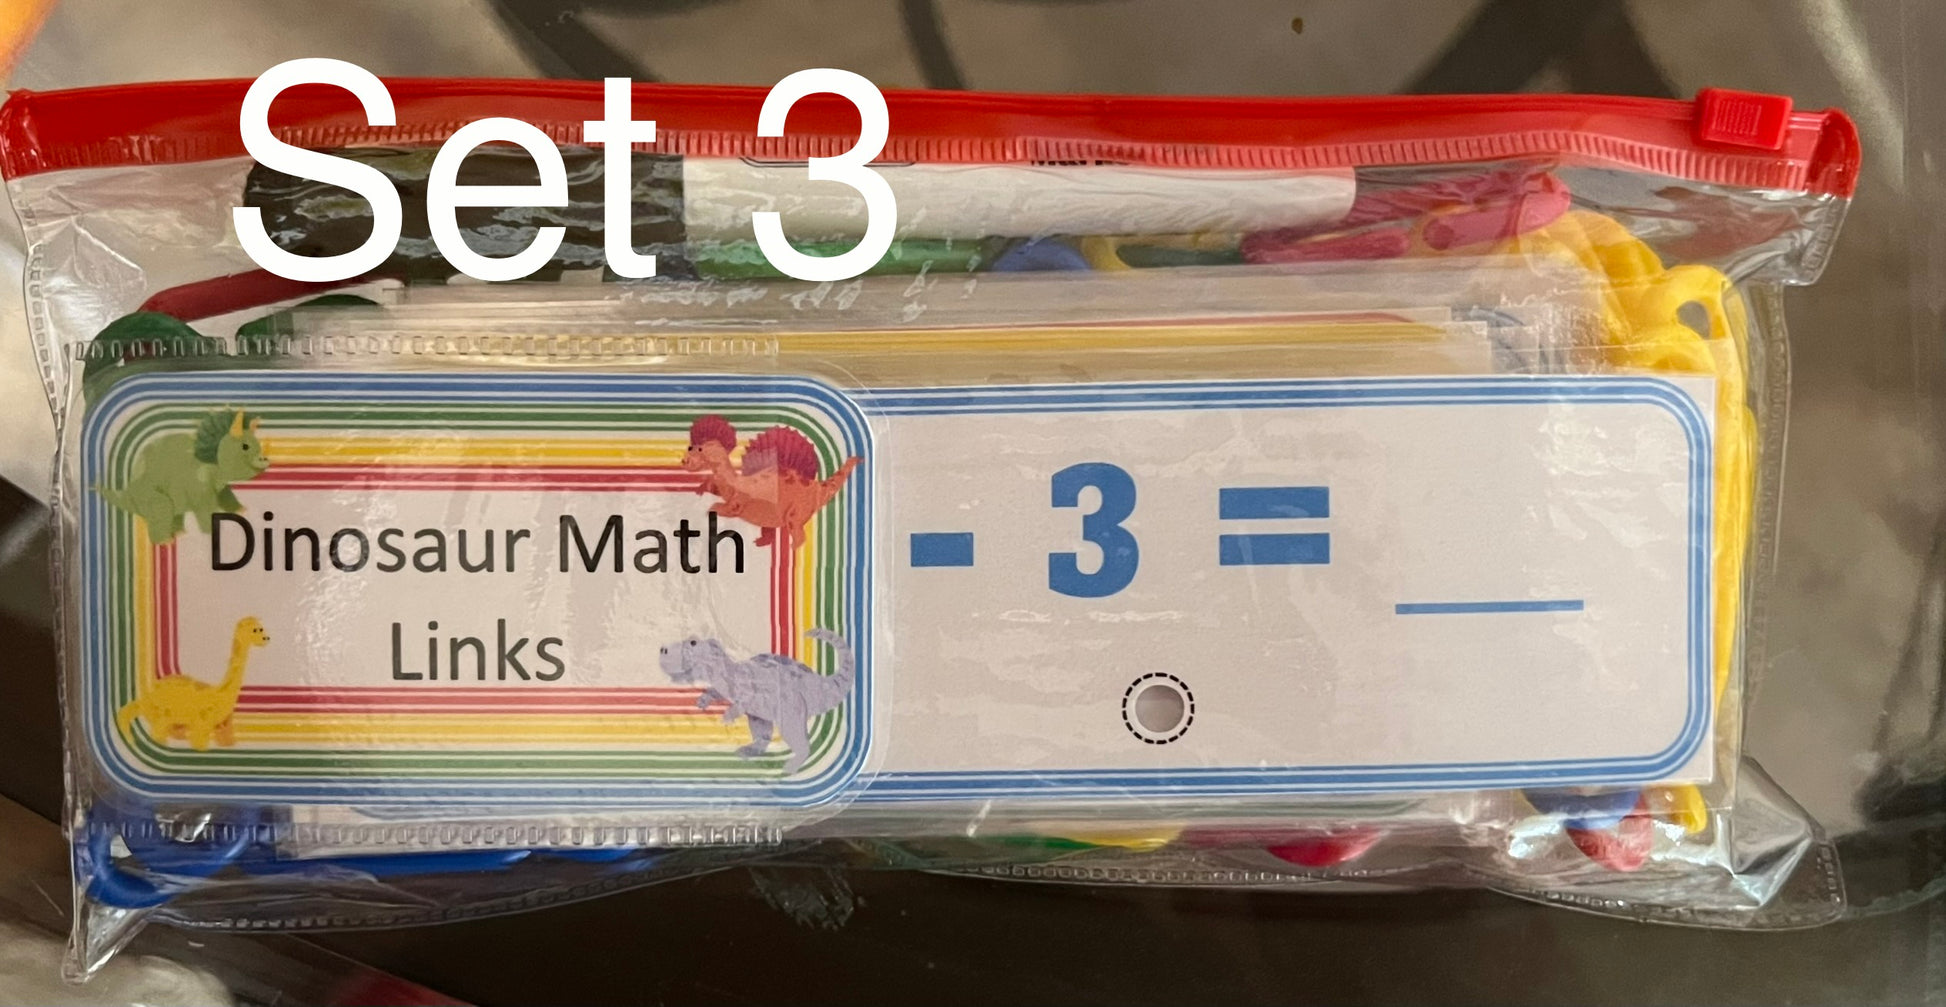 Set 3
Dinosaur Math
Links
- 3 = ___